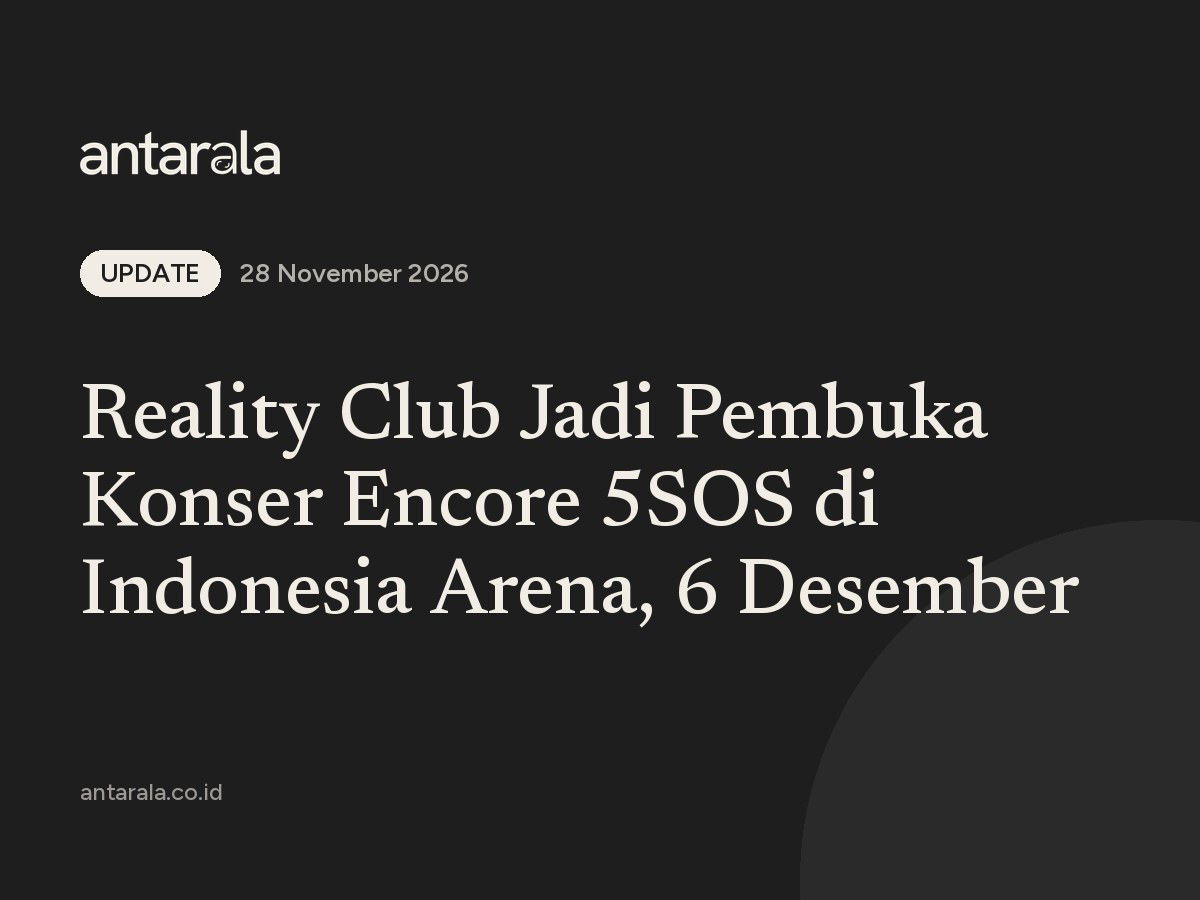 antarala
UPDATE 28 November 2026
Reality Club Jadi Pembuka
Konser Encore 5SOS di
Indonesia Arena, 6 Desember
antarala.co.id